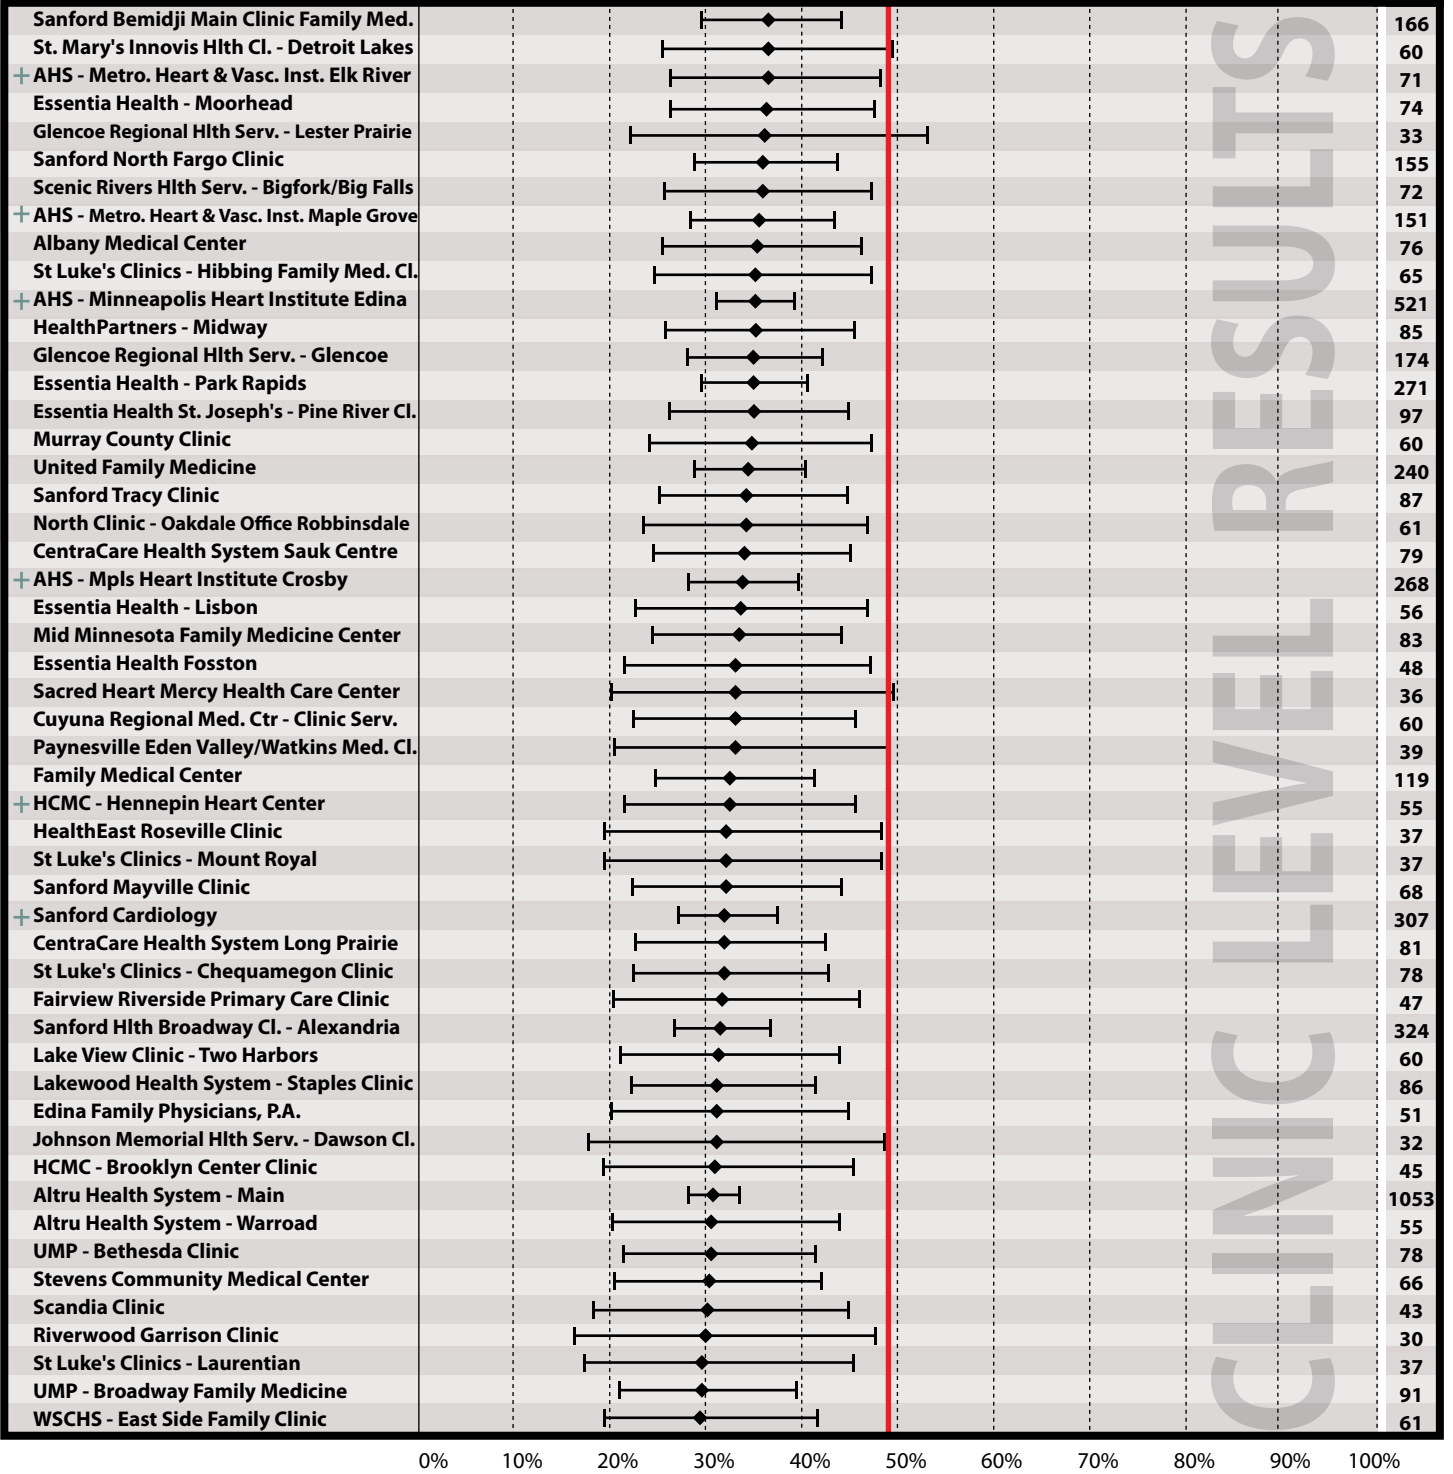 Sanford Bemidji Main Clinic Family Med. 166
St. Mary's Innovis Hlth Cl. - Detroit Lakes 60
+ AHS - Metro. Heart & Vasc. Inst. Elk River 71
Essentia Health - Moorhead 74
Glencoe Regional Hlth Serv. - Lester Prairie 33
Sanford North Fargo Clinic 155
Scenic Rivers Hlth Serv. - Bigfork/Big Falls 72
+ AHS - Metro. Heart & Vasc. Inst. Maple Grove 151
Albany Medical Center 76
St Luke's Clinics - Hibbing Family Med. Cl. 65
+ AHS - Minneapolis Heart Institute Edina 521
HealthPartners - Midway 85
Glencoe Regional Hlth Serv. - Glencoe 174
Essentia Health - Park Rapids 271
Essentia Health St. Joseph's - Pine River Cl. 97
Murray County Clinic 60
United Family Medicine 240
Sanford Tracy Clinic 87
North Clinic - Oakdale Office Robbinsdale 61
CentraCare Health System Sauk Centre 79
+ AHS - Mpls Heart Institute Crosby 268
Essentia Health - Lisbon 56
Mid Minnesota Family Medicine Center 83
Essentia Health Fosston 48
Sacred Heart Mercy Health Care Center 36
Cuyuna Regional Med. Ctr - Clinic Serv. 60
Paynesville Eden Valley/Watkins Med. Cl. 39
Family Medical Center 119
+ HCMC - Hennepin Heart Center 55
HealthEast Roseville Clinic 37
St Luke's Clinics - Mount Royal 37
Sanford Mayville Clinic 68
+ Sanford Cardiology 307
CentraCare Health System Long Prairie 81
St Luke's Clinics - Chequamegon Clinic 78
Fairview Riverside Primary Care Clinic 47
Sanford Hlth Broadway Cl. - Alexandria 324
Lake View Clinic - Two Harbors 60
Lakewood Health System - Staples Clinic 86
Edina Family Physicians, P.A. 51
Johnson Memorial Hlth Serv. - Dawson Cl. 32
HCMC - Brooklyn Center Clinic 45
Altru Health System - Main 1053
Altru Health System - Warroad 55
UMP - Bethesda Clinic 78
Stevens Community Medical Center 66
Scandia Clinic 43
Riverwood Garrison Clinic 30
St Luke's Clinics - Laurentian 37
UMP - Broadway Family Medicine 91
WSCHS - East Side Family Clinic 61
0% 10% 20% 30% 40% 50% 60% 70% 80% 90% 100%
CLINIC LEVEL RESULTS